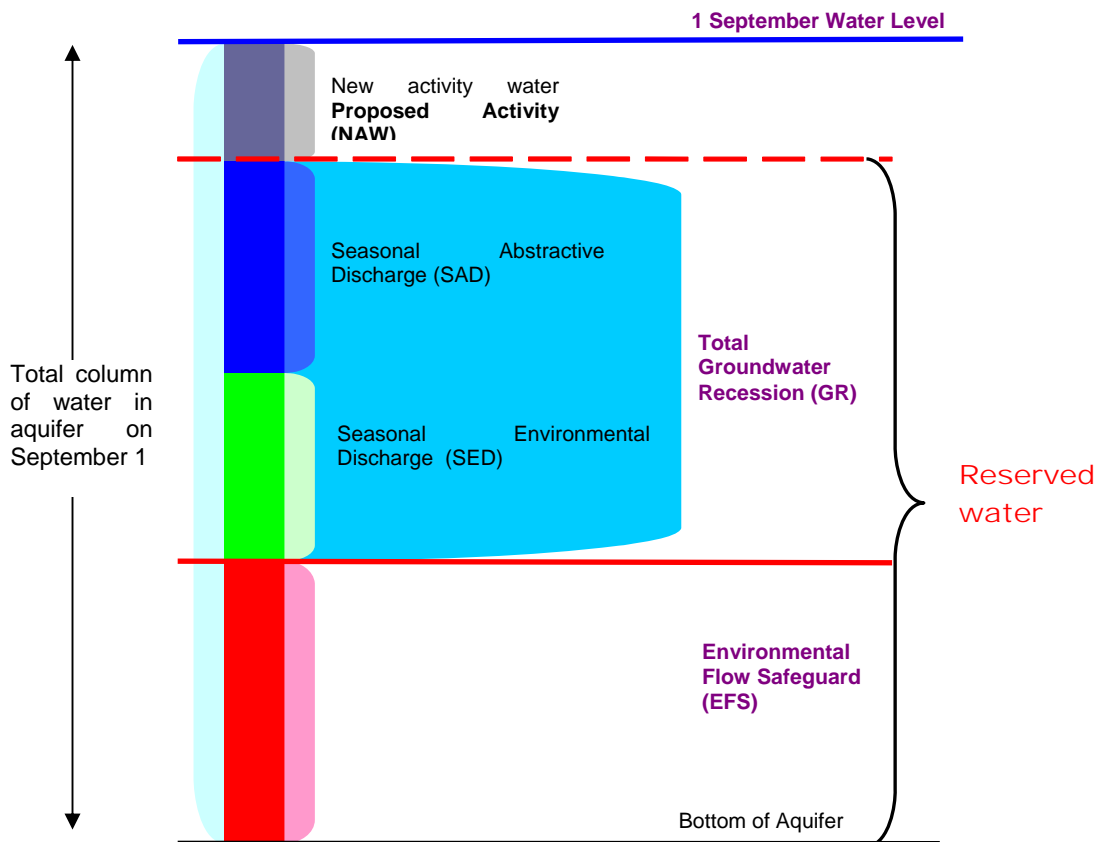 1 September Water Level
New activity water
Proposed Activity
(NAW)
Seasonal Abstractive
Discharge (SAD)
Total
Groundwater
Recession (GR)
Total column
of water in
aquifer on
September 1
Seasonal Environmental
Discharge (SED)
Reserved
water
Environmental
Flow Safeguard
(EFS)
Bottom of Aquifer